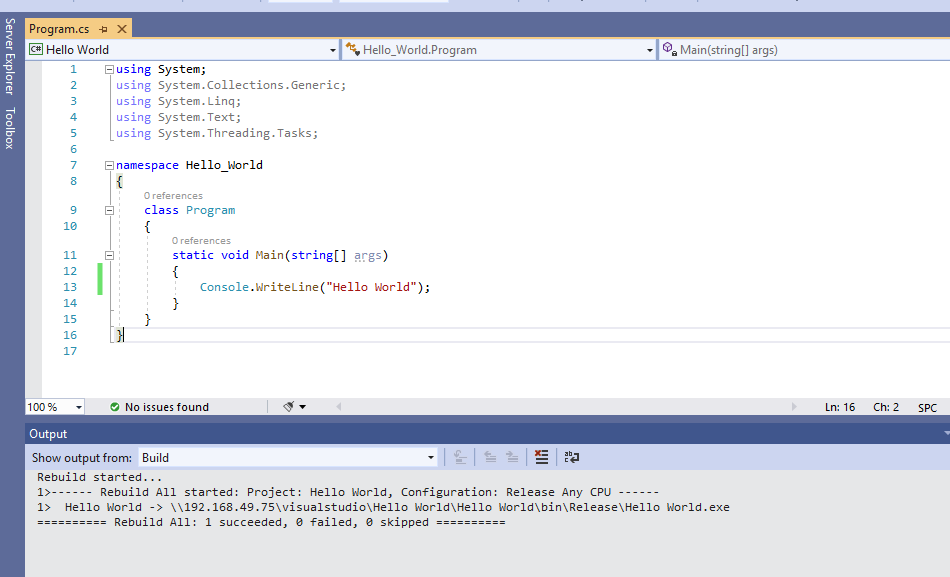 Server Explorer
Toolbox
Program.cs
C# Hello World
Hello_World.Program
Main(string[] args)
1 using System;
2 using System.Collections.Generic;
3 using System.Linq;
4 using System.Text;
5 using System.Threading.Tasks;
6
7 namespace Hello_World
8 {
0 references
9 class Program
10 {
0 references
11 static void Main(string[] args)
12 {
13 Console.WriteLine("Hello World");
14 }
15 }
16 }
17
100 % No issues found Ln: 16 Ch: 2 SPC
Output
Show output from: Build
Rebuild started...
1>------ Rebuild All started: Project: Hello World, Configuration: Release Any CPU ------
1>  Hello World -> \\192.168.49.75\visualstudio\Hello World\Hello World\bin\Release\Hello World.exe
========== Rebuild All: 1 succeeded, 0 failed, 0 skipped ==========